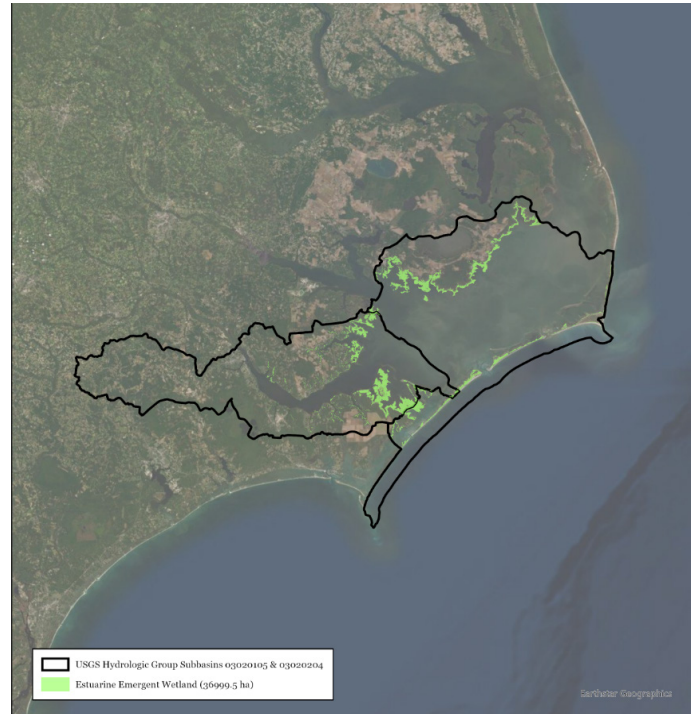 USGS Hydrologic Group Subbasins 03020105 & 03020204
Estuarine Emergent Wetland (36999.5 ha)
Earthstar Geographics